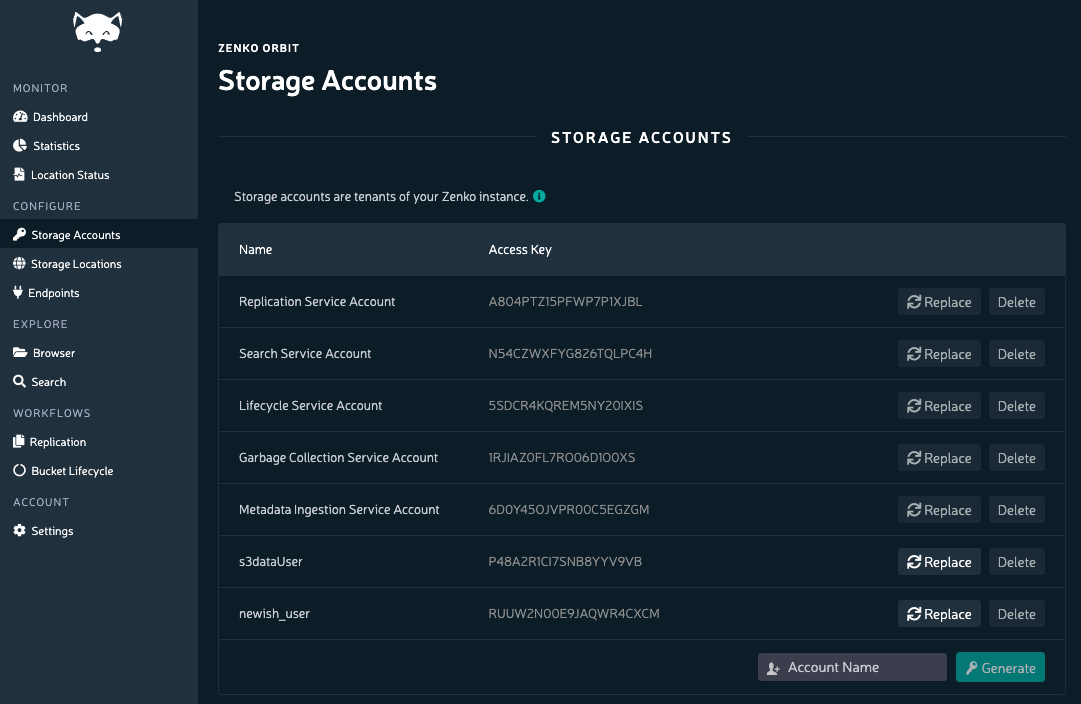 MONITOR
Dashboard
Statistics
Location Status
CONFIGURE
Storage Accounts
Storage Locations
Endpoints
EXPLORE
Browser
Search
WORKFLOWS
Replication
Bucket Lifecycle
ACCOUNT
Settings
ZENKO ORBIT
Storage Accounts
STORAGE ACCOUNTS
Storage accounts are tenants of your Zenko instance.
Name Access Key
Replication Service Account A804PTZ15PFWP7P1XJBL Replace Delete
Search Service Account N54CZWXFYG826TQLPC4H Replace Delete
Lifecycle Service Account 5SDCR4KQREM5NY20IXIS Replace Delete
Garbage Collection Service Account 1RJIAZ0FL7RO06D1O0XS Replace Delete
Metadata Ingestion Service Account 6D0Y45OJVPR00C5EGZGM Replace Delete
s3dataUser P48A2R1CI7SNB8YYV9VB Replace Delete
newish_user RUUW2N00E9JAQWR4CXCM Replace Delete
Account Name Generate